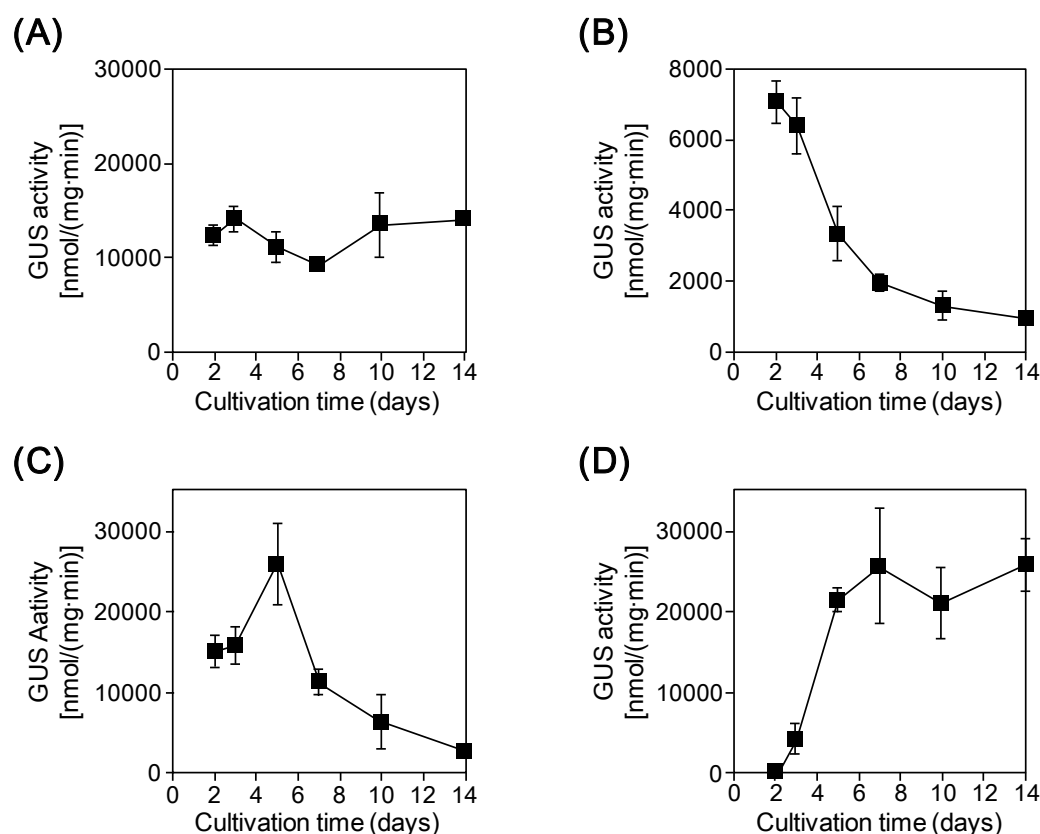 (A)
30000
20000
10000
0
GUS activity
[nmol/(mg·min)]
0 2 4 6 8 10 12 14
Cultivation time (days)
(B)
8000
6000
4000
2000
0
GUS activity
[nmol/(mg·min)]
0 2 4 6 8 10 12 14
Cultivation time (days)
(C)
30000
20000
10000
0
GUS Aativity
[nmol/(mg·min)]
0 2 4 6 8 10 12 14
Cultivation time (days)
(D)
30000
20000
10000
0
GUS activity
[nmol/(mg·min)]
0 2 4 6 8 10 12 14
Cultivation time (days)